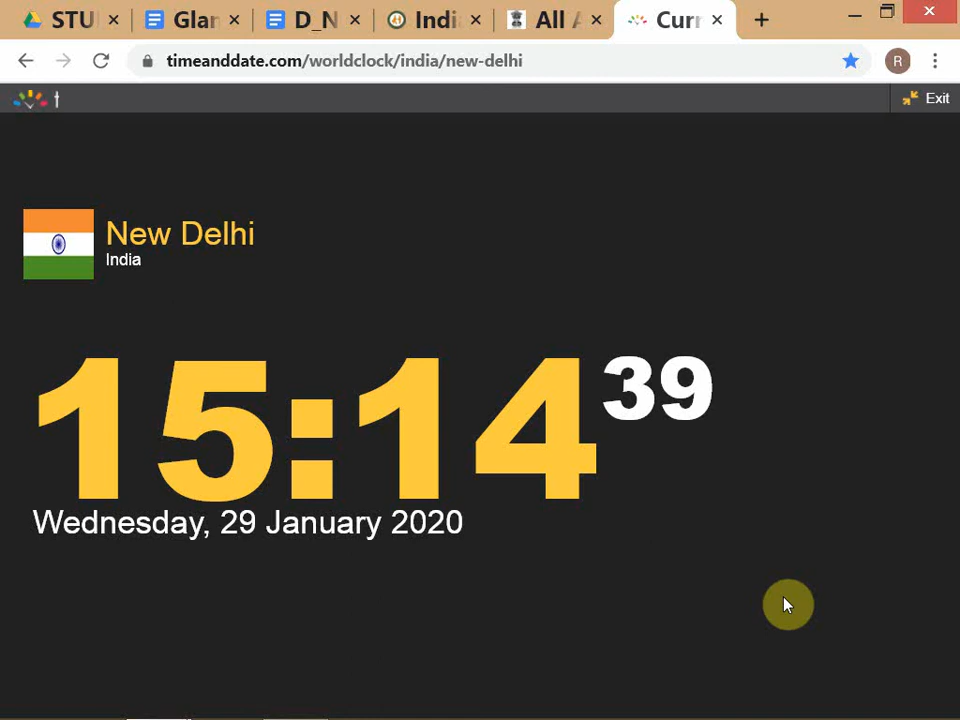 STU
Glan
D_N
Indi
All A
Curr
timeanddate.com/worldclock/india/new-delhi
R
t
Exit
New Delhi
India
15:14 39
Wednesday, 29 January 2020